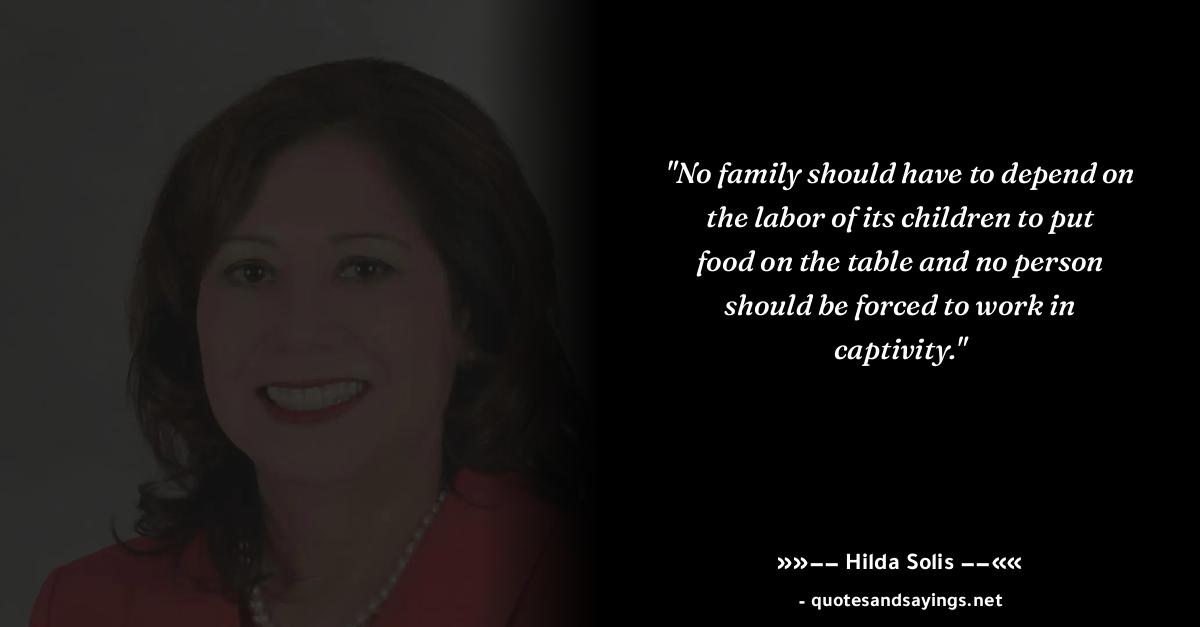 "No family should have to depend on
the labor of its children to put
food on the table and no person
should be forced to work in
captivity."
»»−− Hilda Solis −−««
- quotesandsayings.net